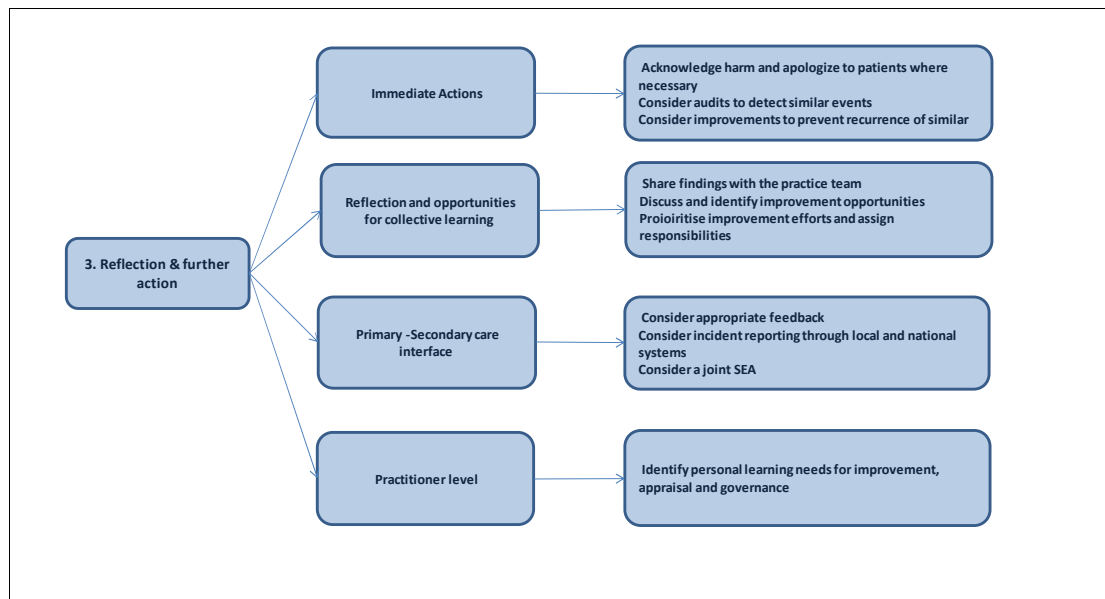 Immediate Actions
Acknowledge harm and apologize to patients where
necessary
Consider audits to detect similar events
Consider improvements to prevent recurrence of similar
Reflection and opportunities
for collective learning
Share findings with the practice team
Discuss and identify improvement opportunities
Proioiritise improvement efforts and assign
responsibilities
3. Reflection & further
action
Primary -Secondary care
interface
Consider appropriate feedback
Consider incident reporting through local and national
systems
Consider a joint SEA
Practitioner level
Identify personal learning needs for improvement,
appraisal and governance